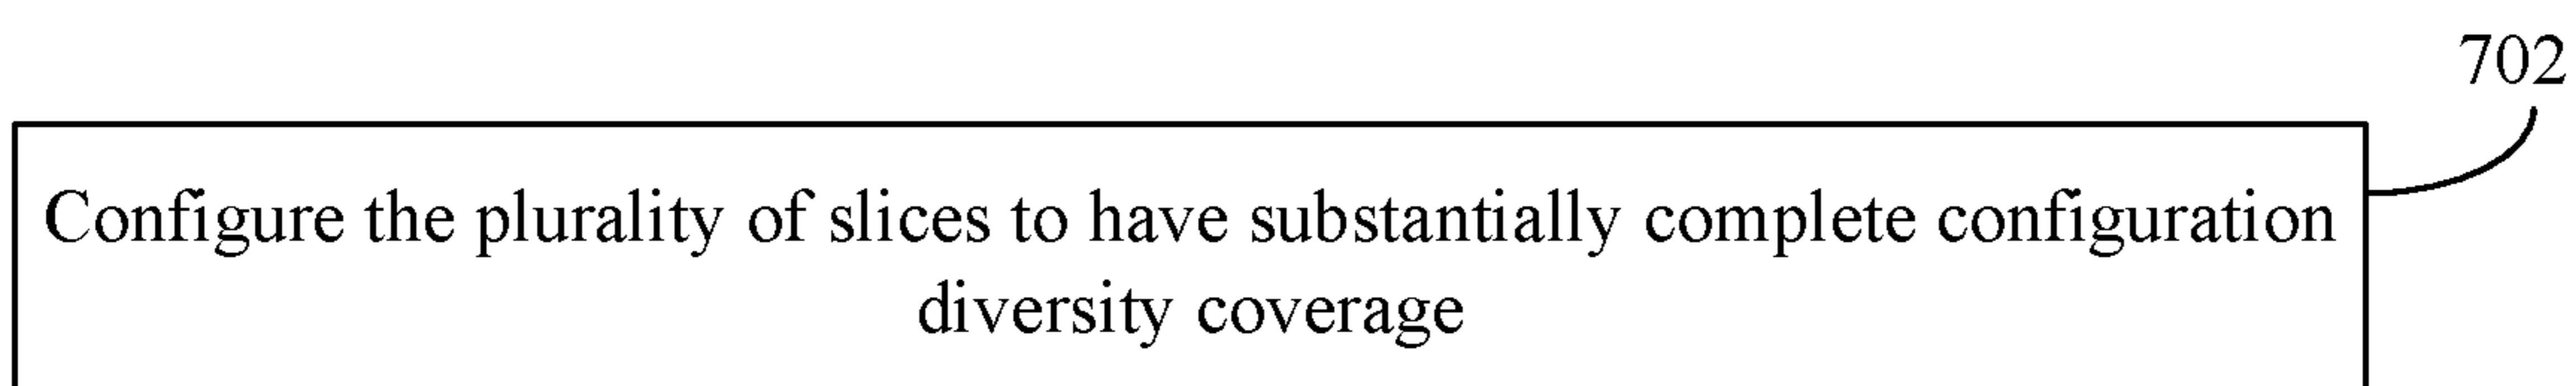 702
Configure the plurality of slices to have substantially complete configuration
diversity coverage